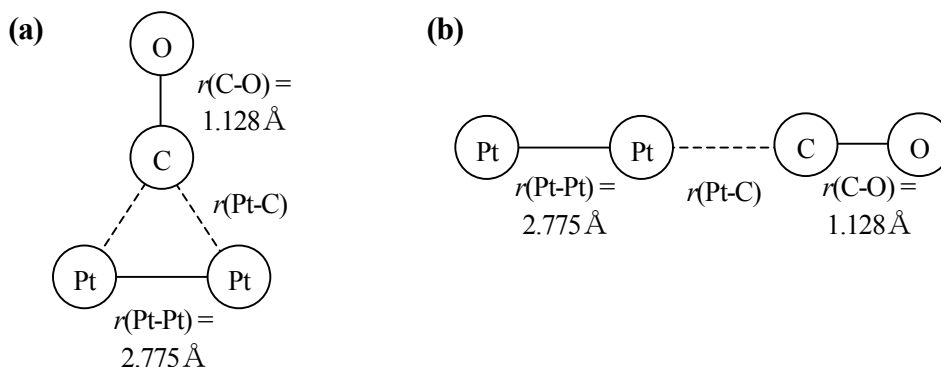 (a)
O
r(C-O) =
1.128 Å
C
r(Pt-C)
Pt
Pt
r(Pt-Pt) =
2.775 Å
(b)
Pt
Pt
C
O
r(Pt-Pt) =
2.775 Å
r(Pt-C)
r(C-O) =
1.128 Å